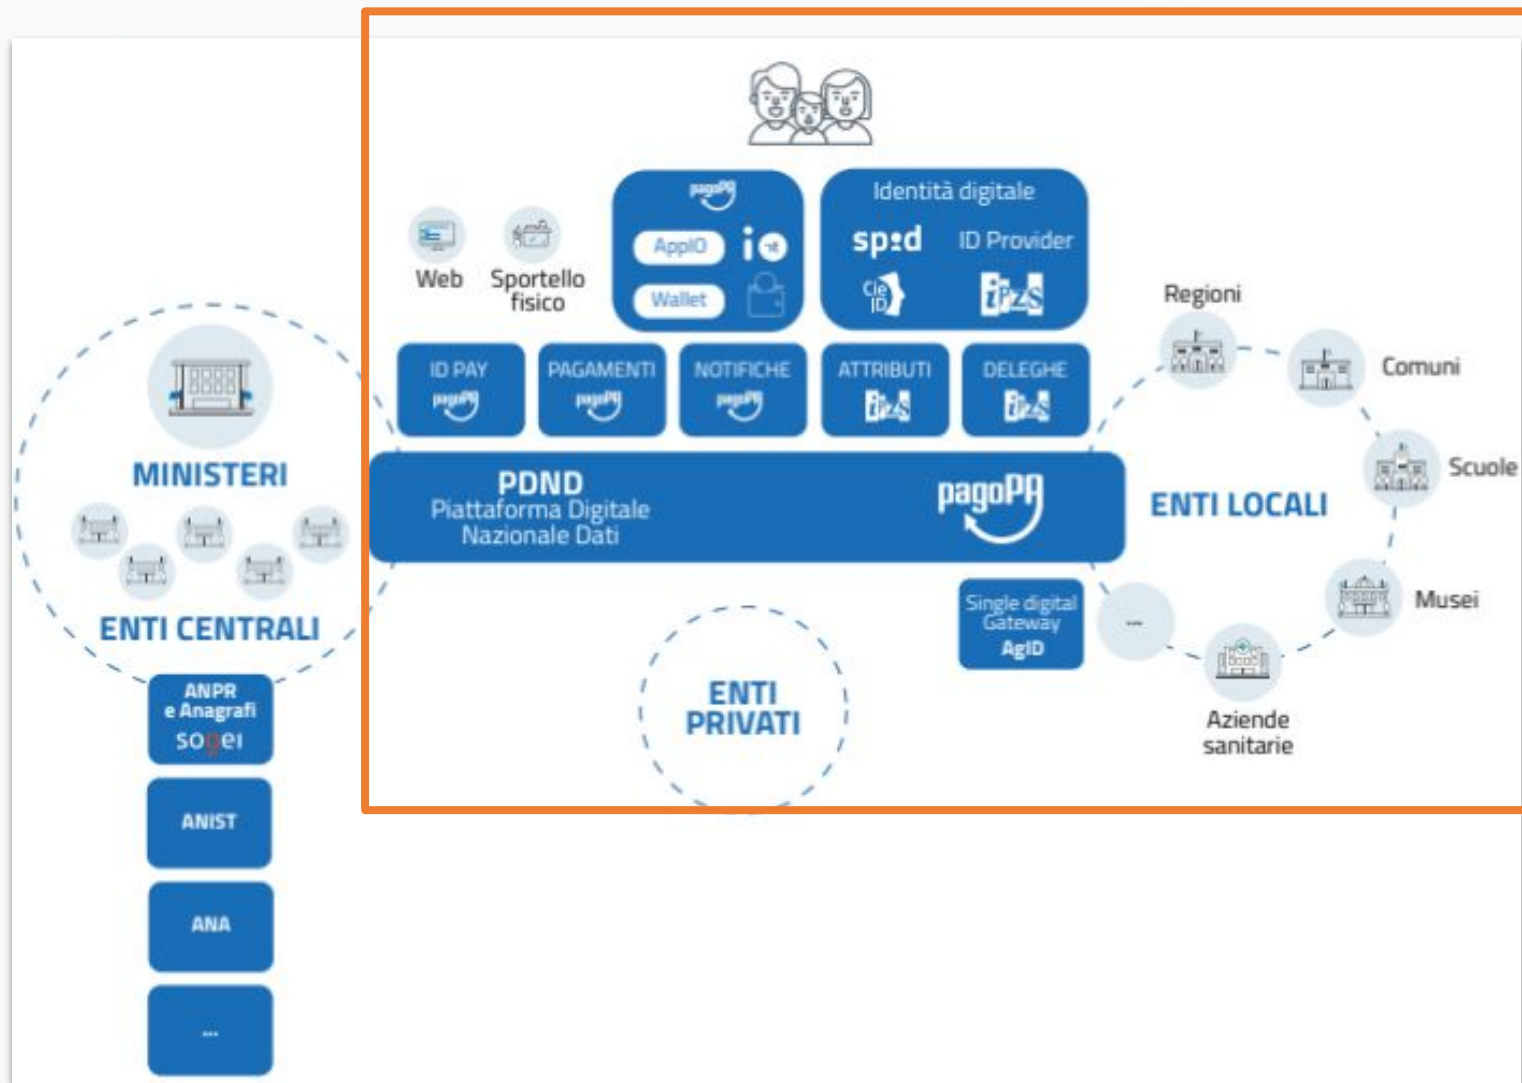 pagoPA
Identità digitale
AppIO
io
sp:d
ID Provider
Web
Sportello
fisico
Wallet
Cie
ID
iPZS
Regioni
Comuni
Scuole
Musei
Aziende
sanitarie
...
ID PAY
pagoPA
PAGAMENTI
pagoPA
NOTIFICHE
pagoPA
ATTRIBUTI
iPZS
DELEGHE
iPZS
MINISTERI
ENTI CENTRALI
PDND
Piattaforma Digitale
Nazionale Dati
pagoPA
ENTI LOCALI
Single digital
Gateway
AgID
ENTI
PRIVATI
ANPR
e Anagrafi
sogei
ANIST
ANA
...